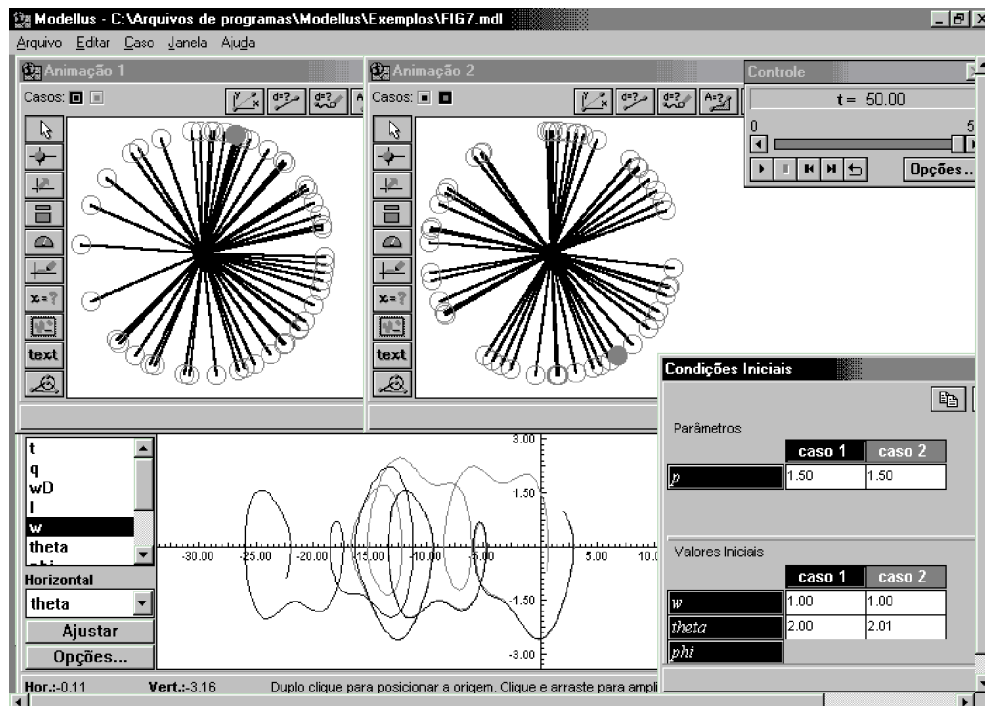 Modellus - C:\Arquivos de programas\Modellus\Exemplos\FIG7.mdl
Arquivo Editar Caso Janela Ajuda
Animação 1
Casos:
text
Animação 2
Casos:
text
Controle
t = 50.00
0
Opções...
Condições Iniciais
Parâmetros
caso 1 caso 2
p 1.50 1.50
Valores Iniciais
caso 1 caso 2
w 1.00 1.00
theta 2.00 2.01
phi
t
q
wD
l
w
theta
Horizontal
theta
Ajustar
Opções...
3.00
1.50
-30.00 -25.00 -20.00 -15.00 -10.00 -5.00 5.00 10.0
-1.50
-3.00
Hor.:-0.11 Vert.:-3.16 Duplo clique para posicionar a origem. Clique e arraste para ampli